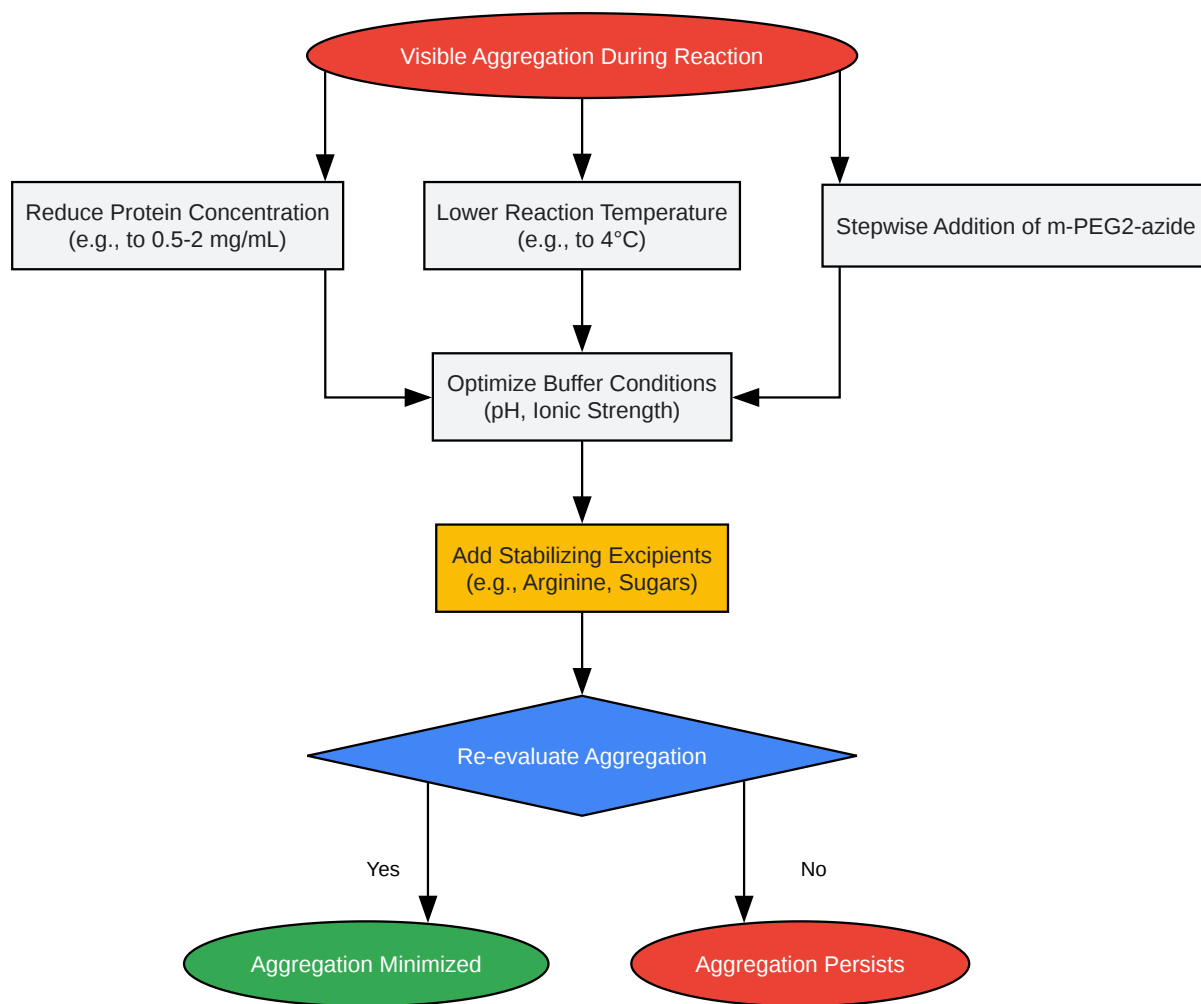 Visible Aggregation During Reaction
Reduce Protein Concentration
(e.g., to 0.5-2 mg/mL)
Lower Reaction Temperature
(e.g., to 4°C)
Stepwise Addition of m-PEG2-azide
Optimize Buffer Conditions
(pH, Ionic Strength)
Add Stabilizing Excipients
(e.g., Arginine, Sugars)
Re-evaluate Aggregation
Yes
No
Aggregation Minimized
Aggregation Persists